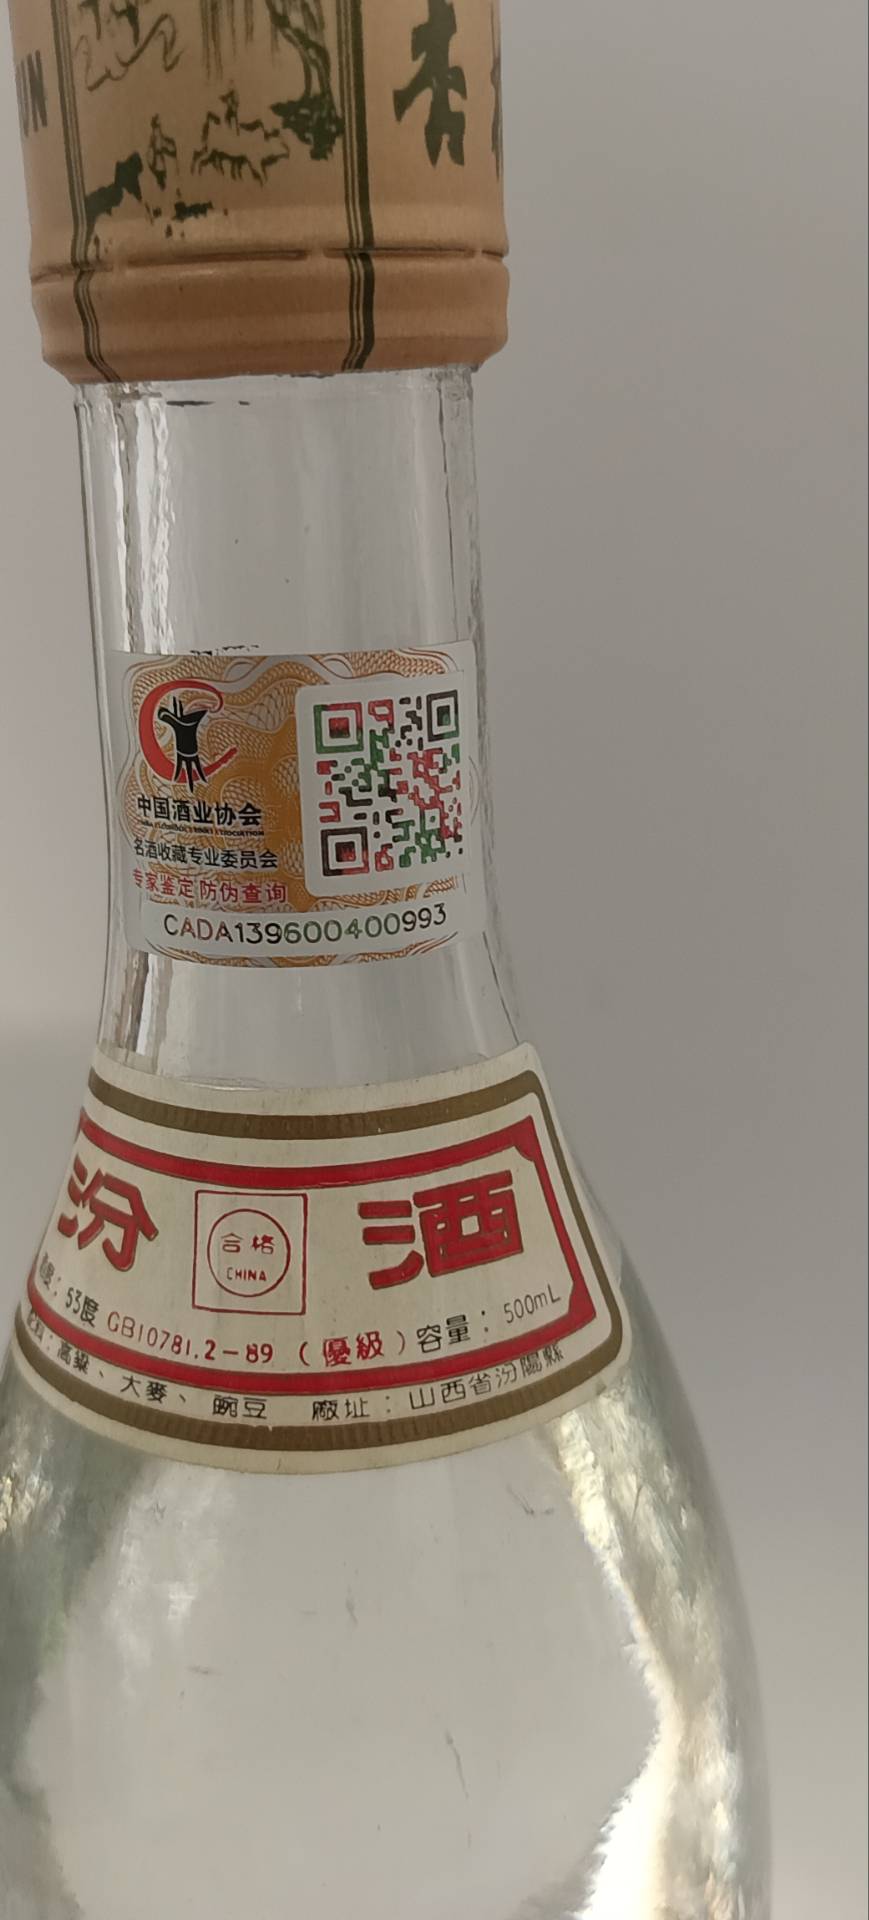 杏
中国酒业协会
名酒收藏专业委员会
专家鉴定 防伪查询
CADA139600400993
汾 酒
合格
CHINA
度：53度 GB10781.2-89 （優級）容量：500mL
高粱、大麥、豌豆 廠址：山西省汾陽縣